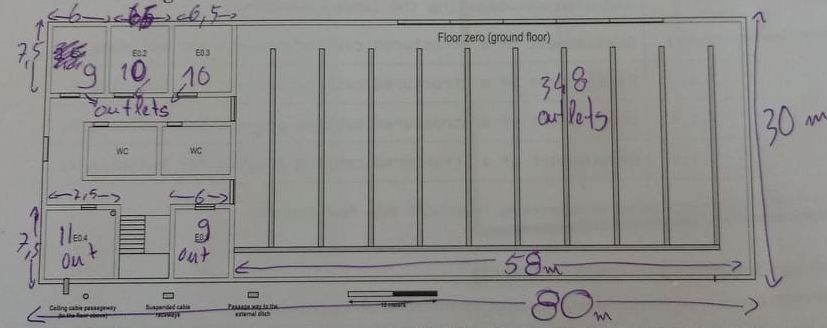 6 6,5 6,5
Floor zero (ground floor)
7,5
E0.2 E0.3
9 10 10
outlets
348
outlets
30 m
WC WC
7,5 6
7,5
11 E0.4
out
9
out
58m
Ceiling cable passageway
(to the floor above)
Suspended cable
raceways
Passage way to the
external ditch
10 meters
80m